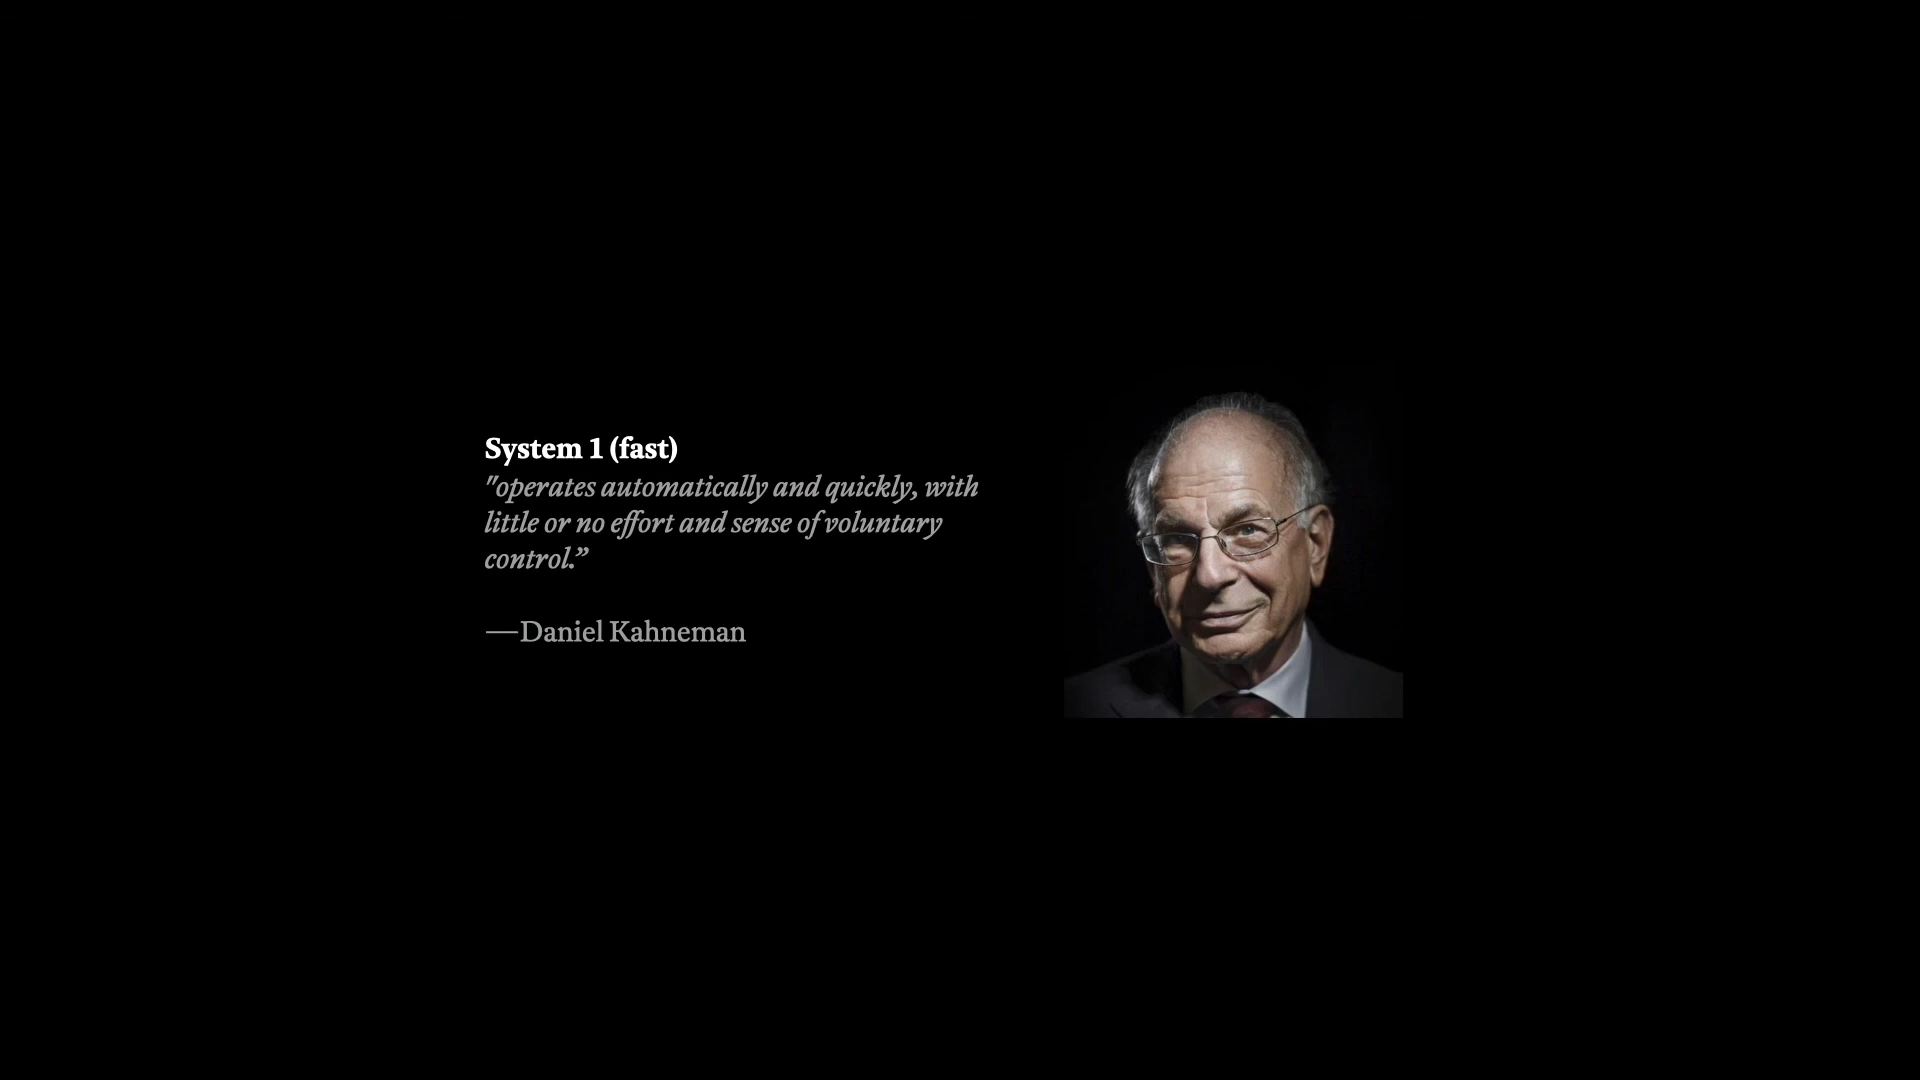 System 1 (fast)
"operates automatically and quickly, with
little or no effort and sense of voluntary
control.”
—Daniel Kahneman